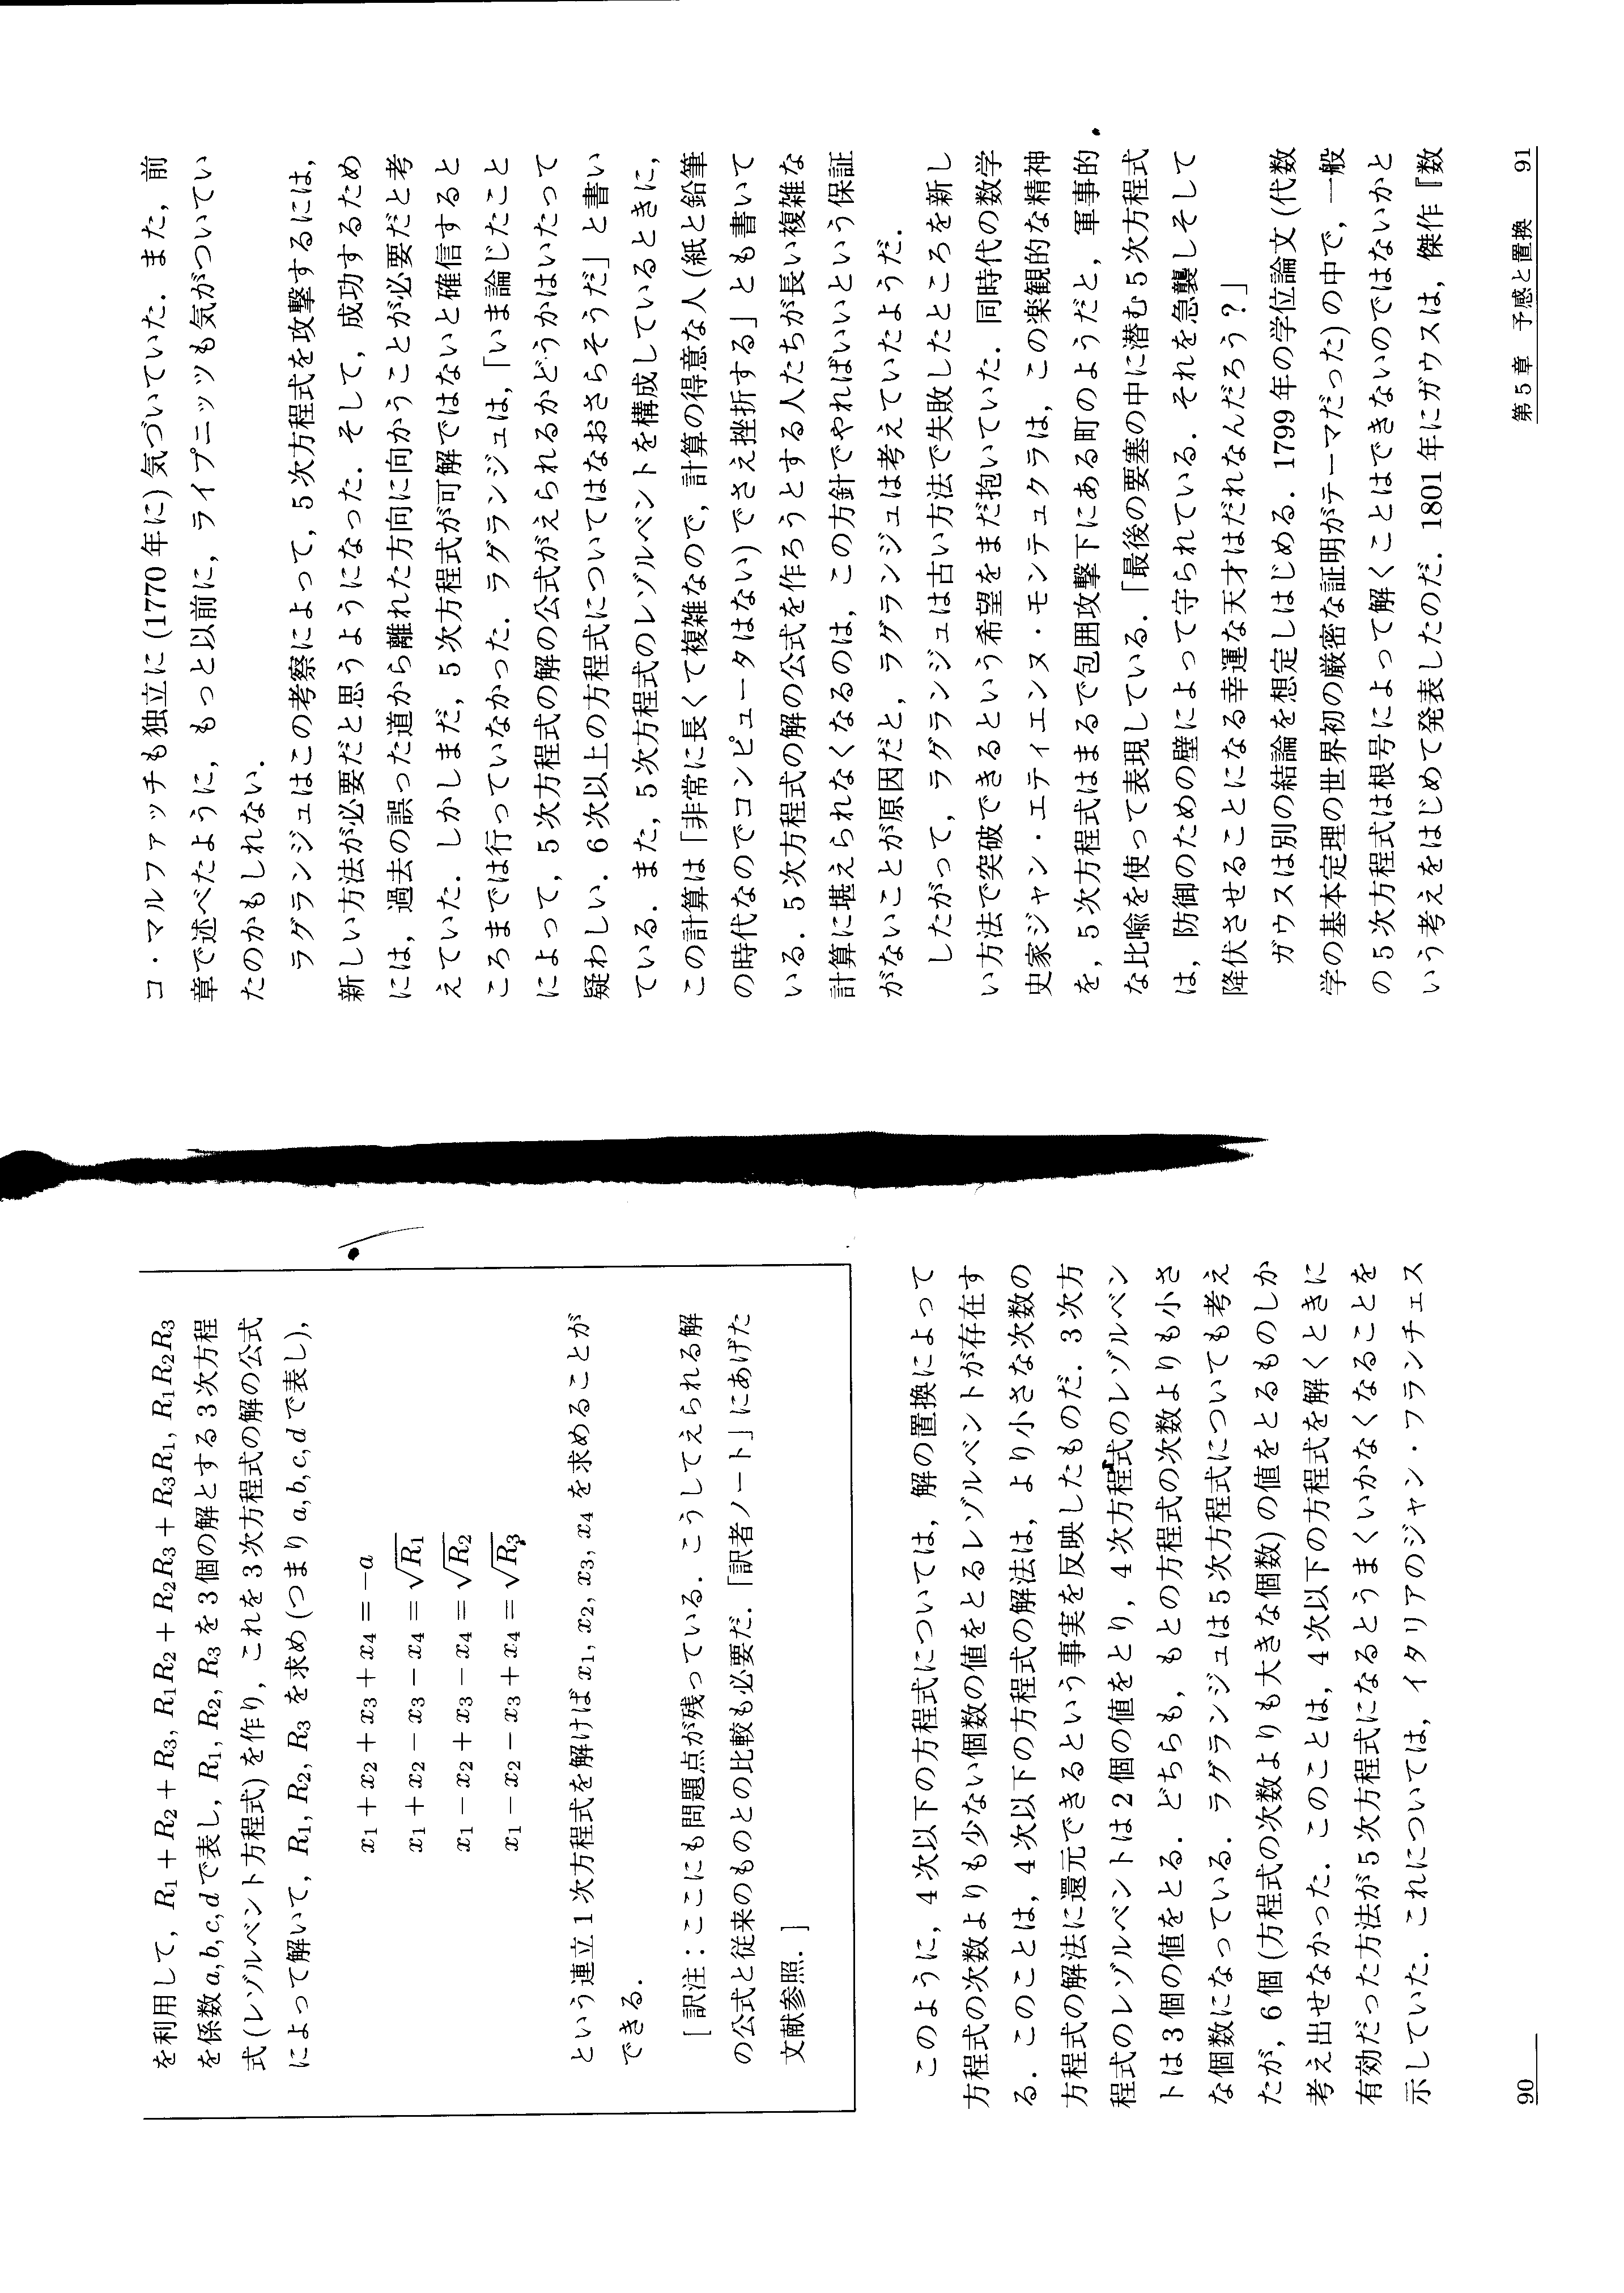 を利用して，R₁ + R₂ + R₃, R₁R₂ + R₂R₃ + R₃R₁, R₁R₂R₃
を係数 a, b, c, d で表し，R₁, R₂, R₃ を 3 個の解とする 3 次方程
式 (レゾルベント方程式) を作り，これを 3 次方程式の解の公式
によって解いて，R₁, R₂, R₃ を求め (つまり a, b, c, d で表し)，
x₁ + x₂ + x₃ + x₄ = −a
x₁ + x₂ − x₃ − x₄ = √R₁
x₁ − x₂ + x₃ − x₄ = √R₂
x₁ − x₂ − x₃ + x₄ = √R₃
という連立 1 次方程式を解けば x₁, x₂, x₃, x₄ を求めることが
できる．
[訳注：ここにも問題点が残っている．こうしてえられる解
の公式と従来のものとの比較も必要だ．「訳者ノート」にあげた
文献参照．]
このように，4 次以下の方程式については，解の置換によって
方程式の次数よりも少ない個数の値をとるレゾルベントが存在す
る．このことは，4 次以下の方程式の解法は，より小さな次数の
方程式の解法に還元できるという事実を反映したものだ．3 次方
程式のレゾルベントは 2 個の値をとり，4 次方程式のレゾルベン
トは 3 個の値をとる．どちらも，もとの方程式の次数よりも小さ
な個数になっている．ラグランジュは 5 次方程式についても考え
たが，6 個 (方程式の次数よりも大きな個数) の値をとるものしか
考え出せなかった．このことは，4 次以下の方程式を解くときに
有効だった方法が 5 次方程式になるとうまくいかなくなることを
示していた．これについては，イタリアのジャン・フランチェス
90
コ・マルファッチも独立に (1770 年に) 気づいていた．また，前
章で述べたように，もっと以前に，ライプニッツも気がついてい
たのかもしれない．
ラグランジュはこの考察によって，5 次方程式を攻撃するには，
新しい方法が必要だと思うようになった．そして，成功するため
には，過去の誤った道から離れた方向に向かうことが必要だと考
えていた．しかしまだ，5 次方程式が可解ではないと確信すると
ころまでは行っていなかった．ラグランジュは，「いま論じたこと
によって，5 次方程式の解の公式がえられるかどうかはいたって
疑わしい．6 次以上の方程式についてはなおさらそうだ」と書い
ている．また，5 次方程式のレゾルベントを構成しているときに，
この計算は「非常に長くて複雑なので，計算の得意な人 (紙と鉛筆
の時代なのでコンピュータはない) でさえ挫折する」とも書いて
いる．5 次方程式の解の公式を作ろうとする人たちが長い複雑な
計算に堪えられなくなるのは，この方針でやればいいという保証
がないことが原因だと，ラグランジュは考えていたようだ．
したがって，ラグランジュは古い方法で失敗したところを新し
い方法で突破できるという希望をまだ抱いていた．同時代の数学
史家ジャン・エティエンヌ・モンテュクラは，この楽観的な精神
を，5 次方程式はまるで包囲攻撃下にある町のようだと，軍事的
な比喩を使って表現している．「最後の要塞の中に潜む 5 次方程式
は，防御のための壁によって守られている．それを急襲しそして
降伏させることになる幸運な天才はだれなんだろう？」
ガウスは別の結論を想定しはじめる．1799 年の学位論文 (代数
学の基本定理の世界初の厳密な証明がテーマだった) の中で，一般
の 5 次方程式は根号によって解くことはできないのではないかと
いう考えをはじめて発表したのだ．1801 年にガウスは，傑作『数
第 5 章 予感と置換 91